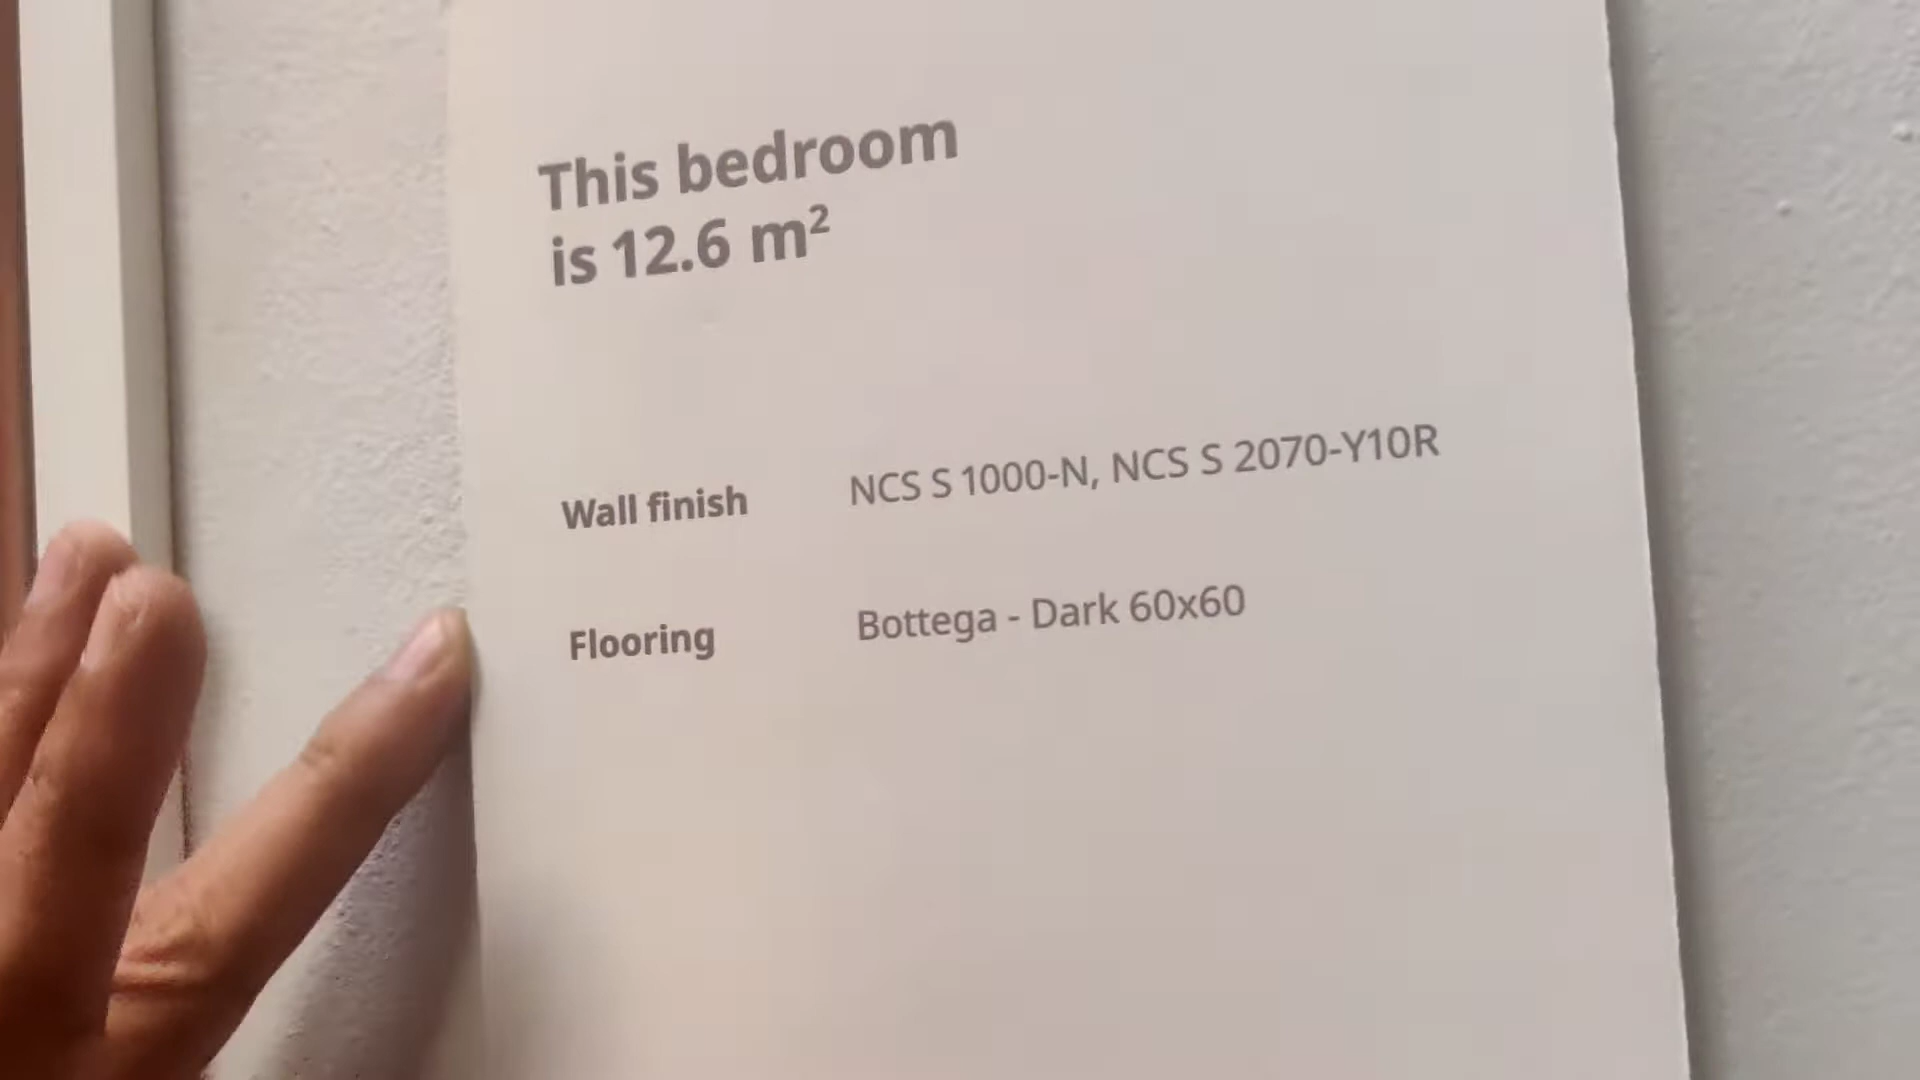 This bedroom
is 12.6 m²
Wall finish NCS S 1000-N, NCS S 2070-Y10R
Flooring Bottega - Dark 60x60